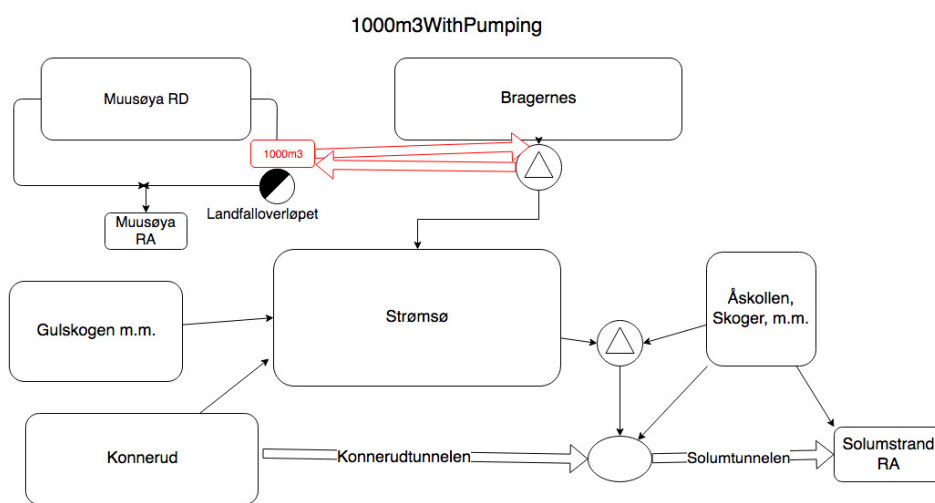 1000m3WithPumping
Muusøya RD
Bragernes
1000m3
Landfalloverløpet
Muusøya
RA
Strømsø
Åskollen,
Skoger, m.m.
Gulskogen m.m.
Konnerud
Konnerudtunnelen
Solumtunnelen
Solumstrand
RA